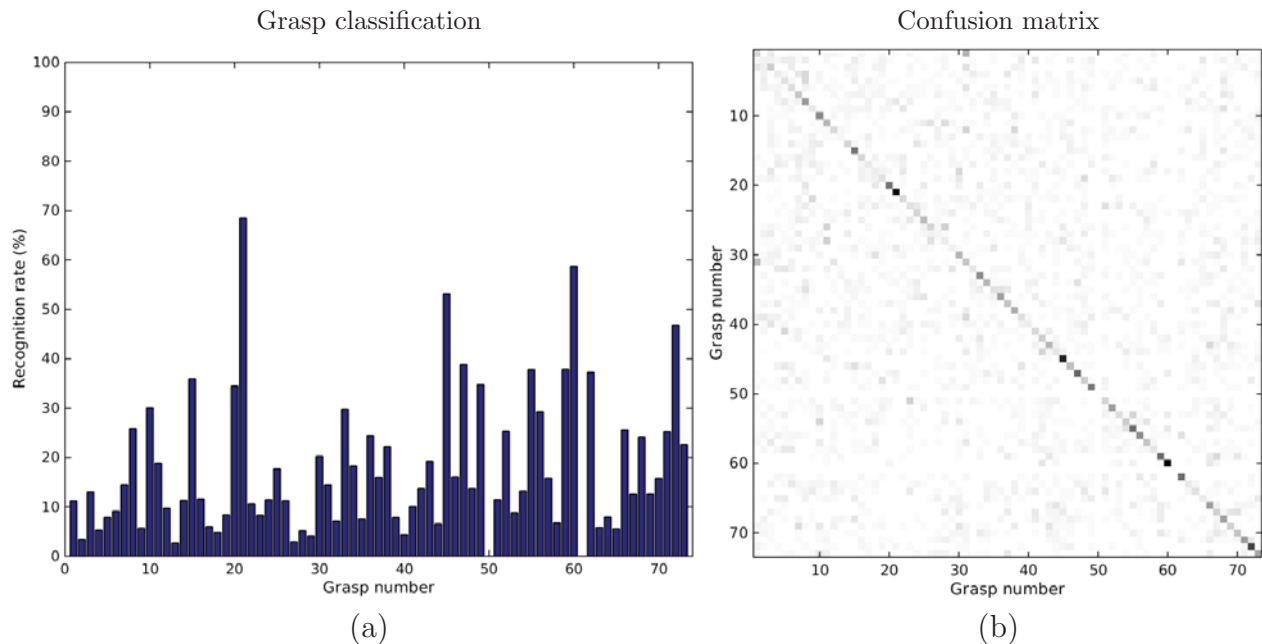 Grasp classification
100
90
80
70
60
50
40
30
20
10
0
Recognition rate (%)
0 10 20 30 40 50 60 70
Grasp number
(a)
Confusion matrix
10 20 30 40 50 60 70
10
20
30
40
50
60
70
Grasp number
Grasp number
(b)